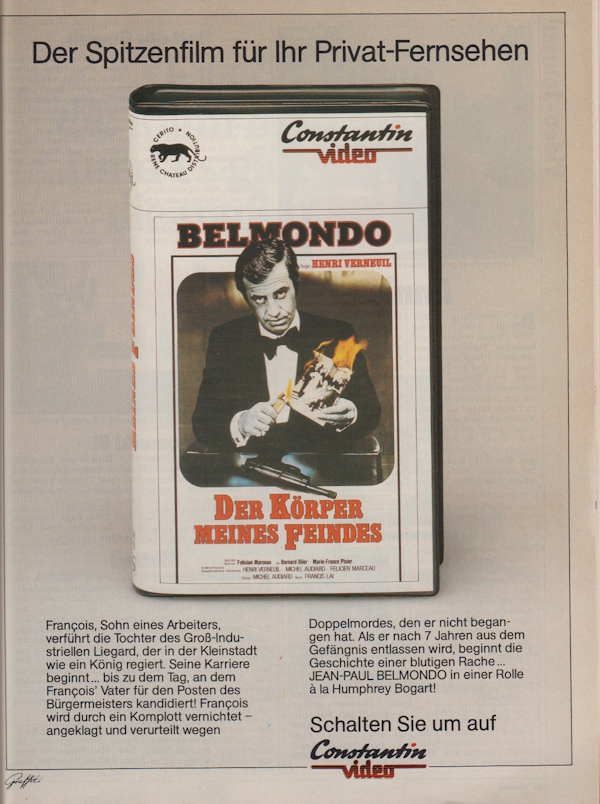 Der Spitzenfilm für Ihr Privat-Fernsehen
CERITO • RENE CHATEAU DISTRIBUTION
Constantin
video
BELMONDO
HENRI VERNEUIL
DER KÖRPER
MEINES FEINDES
Felicien Marceau Bernard Blier Marie-France Pisier
HENRI VERNEUIL - MICHEL AUDIARD - FELICIEN MARCEAU
MICHEL AUDIARD FRANCIS LAI
MEINES FEINDES
François, Sohn eines Arbeiters,
verführt die Tochter des Groß-Indu-
striellen Liegard, der in der Kleinstadt
wie ein König regiert. Seine Karriere
beginnt... bis zu dem Tag, an dem
François' Vater für den Posten des
Bürgermeisters kandidiert! François
wird durch ein Komplott vernichtet –
angeklagt und verurteilt wegen
Doppelmordes, den er nicht began-
gen hat. Als er nach 7 Jahren aus dem
Gefängnis entlassen wird, beginnt die
Geschichte einer blutigen Rache...
JEAN-PAUL BELMONDO in einer Rolle
à la Humphrey Bogart!
Schalten Sie um auf
Constantin
video